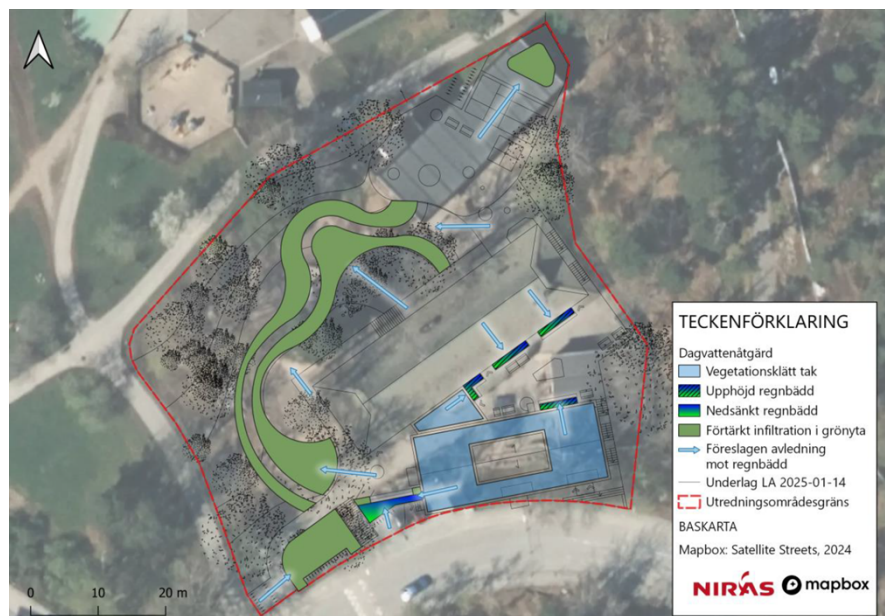 TECKENFÖRKLARING
Dagvattenåtgärd
Vegetationsklätt tak
Upphöjd regnbädd
Nedsänkt regnbädd
Förtärkt infiltration i grönyta
Föreslagen avledning
mot regnbädd
Underlag LA 2025-01-14
Utredningsområdesgräns
BASKARTA
Mapbox: Satellite Streets, 2024
NIRAS mapbox
0 10 20 m